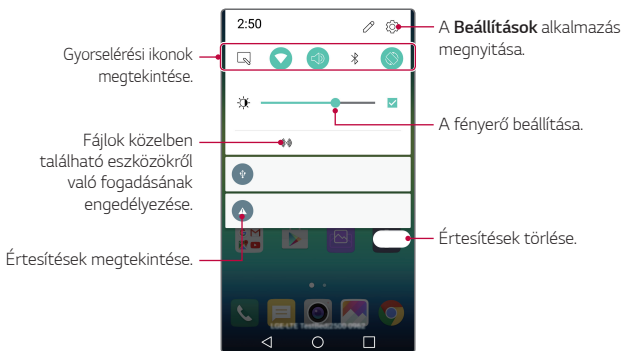 2:50
A Beállítások alkalmazás
megnyitása.
Gyorselérési ikonok
megtekintése.
A fényerő beállítása.
Fájlok közelben
található eszközökről
való fogadásának
engedélyezése.
Értesítések törlése.
Értesítések megtekintése.